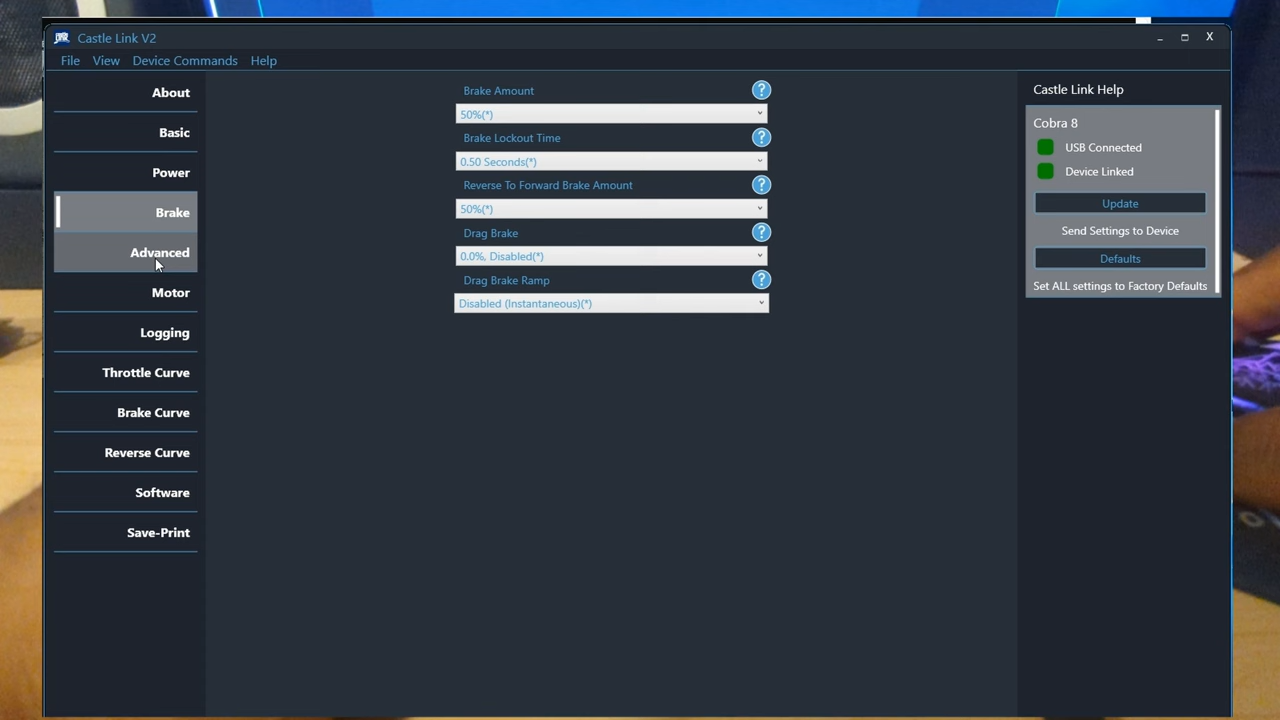 Castle Link V2
_ X
File View Device Commands Help
About
Basic
Power
Brake
Advanced
Motor
Logging
Throttle Curve
Brake Curve
Reverse Curve
Software
Save-Print
Brake Amount ?
50%(*)
Brake Lockout Time ?
0.50 Seconds(*)
Reverse To Forward Brake Amount ?
50%(*)
Drag Brake ?
0.0%, Disabled(*)
Drag Brake Ramp ?
Disabled (Instantaneous)(*)
Castle Link Help
Cobra 8
USB Connected
Device Linked
Update
Send Settings to Device
Defaults
Set ALL settings to Factory Defaults